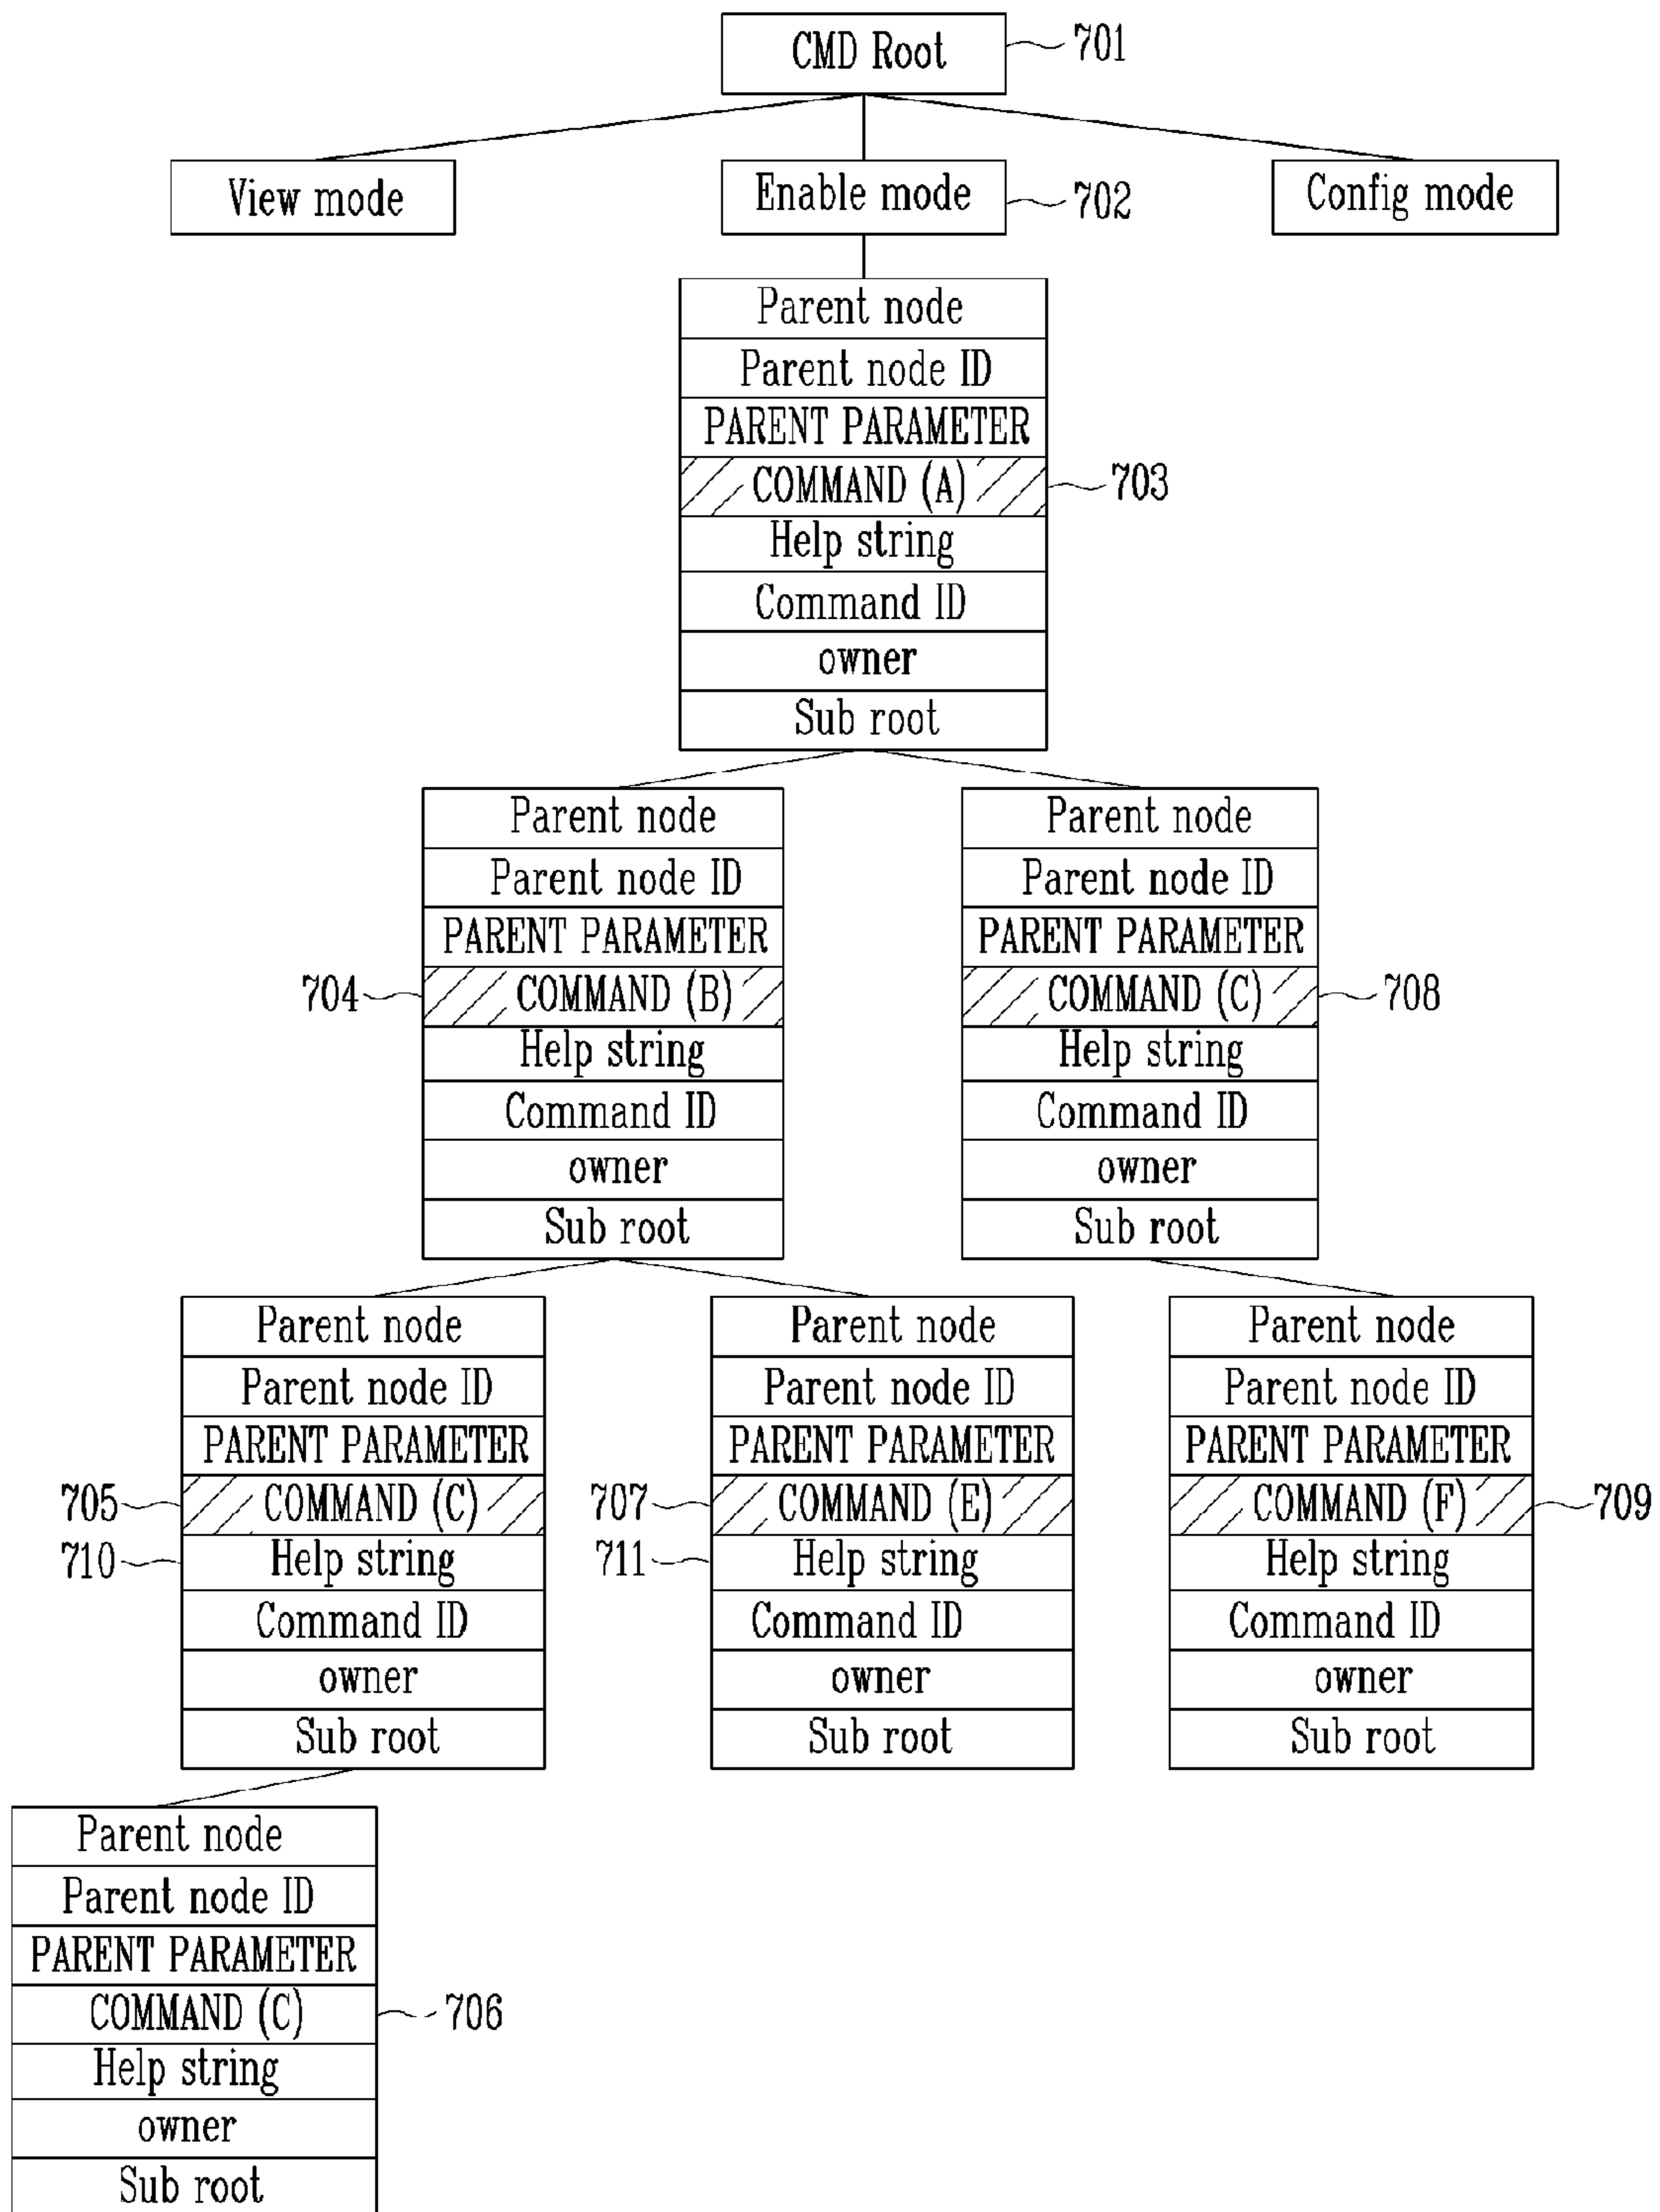 CMD Root
701
View mode
Enable mode
702
Config mode
Parent node
Parent node ID
PARENT PARAMETER
COMMAND (A)
703
Help string
Command ID
owner
Sub root
Parent node
Parent node ID
PARENT PARAMETER
704
COMMAND (B)
Help string
Command ID
owner
Sub root
Parent node
Parent node ID
PARENT PARAMETER
COMMAND (C)
708
Help string
Command ID
owner
Sub root
Parent node
Parent node ID
PARENT PARAMETER
705
COMMAND (C)
710
Help string
Command ID
owner
Sub root
Parent node
Parent node ID
PARENT PARAMETER
707
COMMAND (E)
711
Help string
Command ID
owner
Sub root
Parent node
Parent node ID
PARENT PARAMETER
COMMAND (F)
709
Help string
Command ID
owner
Sub root
Parent node
Parent node ID
PARENT PARAMETER
COMMAND (C)
706
Help string
owner
Sub root